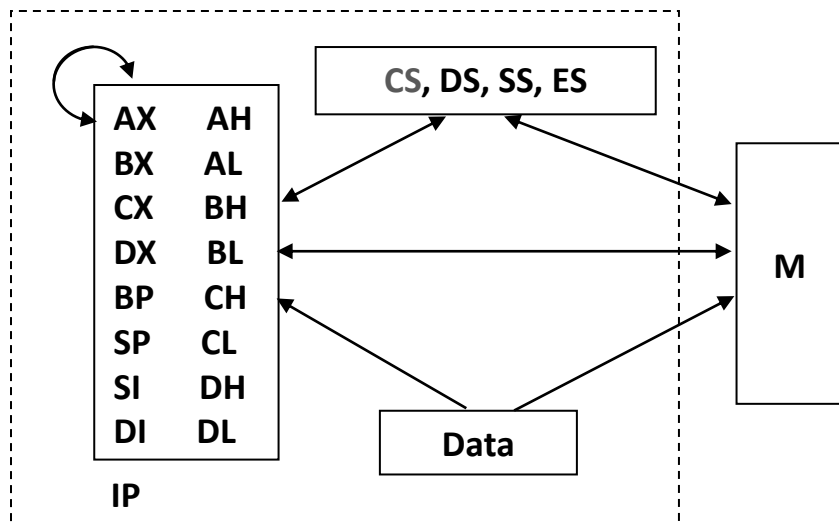 CS, DS, SS, ES
AX AH
BX AL
CX BH
DX BL
BP CH
SP CL
SI DH
DI DL
IP
M
Data